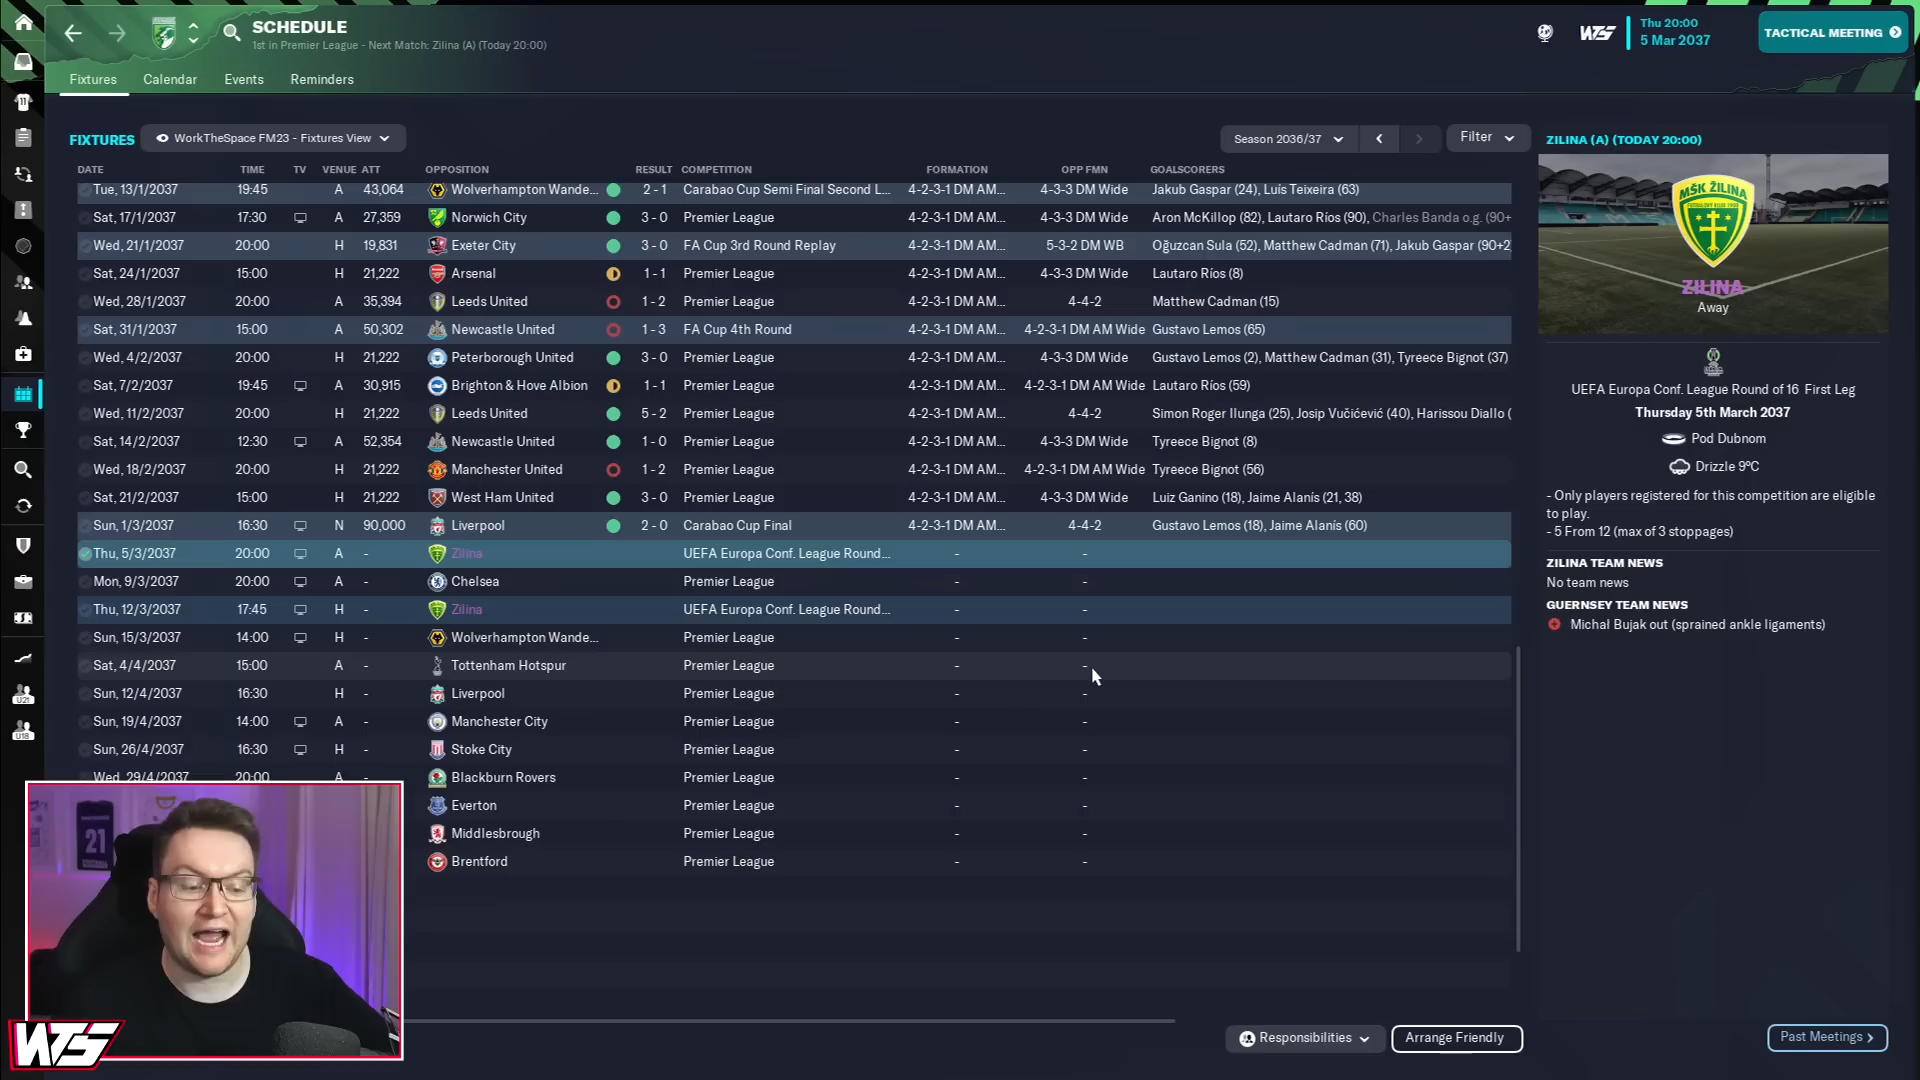 SCHEDULE
1st in Premier League - Next Match: Zilina (A) (Today 20:00)
WTS
Thu 20:00
5 Mar 2037
TACTICAL MEETING
Fixtures Calendar Events Reminders
FIXTURES WorkTheSpace FM23 - Fixtures View Season 2036/37 Filter
DATE TIME TV VENUE ATT OPPOSITION RESULT COMPETITION FORMATION OPP FMN GOALSCORERS
Tue, 13/1/2037 19:45 A 43,064 Wolverhampton Wande... 2 - 1 Carabao Cup Semi Final Second L... 4-2-3-1 DM AM... 4-3-3 DM Wide Jakub Gaspar (24), Luís Teixeira (63)
Sat, 17/1/2037 17:30 A 27,359 Norwich City 3 - 0 Premier League 4-2-3-1 DM AM... 4-3-3 DM Wide Aron McKillop (82), Lautaro Ríos (90), Charles Banda o.g. (90+
Wed, 21/1/2037 20:00 H 19,831 Exeter City 3 - 0 FA Cup 3rd Round Replay 4-2-3-1 DM AM... 5-3-2 DM WB Oğuzcan Sula (52), Matthew Cadman (71), Jakub Gaspar (90+2
Sat, 24/1/2037 15:00 H 21,222 Arsenal 1 - 1 Premier League 4-2-3-1 DM AM... 4-3-3 DM Wide Lautaro Ríos (8)
Wed, 28/1/2037 20:00 A 35,394 Leeds United 1 - 2 Premier League 4-2-3-1 DM AM... 4-4-2 Matthew Cadman (15)
Sat, 31/1/2037 15:00 A 50,302 Newcastle United 1 - 3 FA Cup 4th Round 4-2-3-1 DM AM... 4-2-3-1 DM AM Wide Gustavo Lemos (65)
Wed, 4/2/2037 20:00 H 21,222 Peterborough United 3 - 0 Premier League 4-2-3-1 DM AM... 4-3-3 DM Wide Gustavo Lemos (2), Matthew Cadman (31), Tyreece Bignot (37)
Sat, 7/2/2037 19:45 A 30,915 Brighton & Hove Albion 1 - 1 Premier League 4-2-3-1 DM AM... 4-2-3-1 DM AM Wide Lautaro Ríos (59)
Wed, 11/2/2037 20:00 H 21,222 Leeds United 5 - 2 Premier League 4-2-3-1 DM AM... 4-4-2 Simon Roger Ilunga (25), Josip Vučićević (40), Harissou Diallo (
Sat, 14/2/2037 12:30 A 52,354 Newcastle United 1 - 0 Premier League 4-2-3-1 DM AM... 4-3-3 DM Wide Tyreece Bignot (8)
Wed, 18/2/2037 20:00 H 21,222 Manchester United 1 - 2 Premier League 4-2-3-1 DM AM... 4-2-3-1 DM AM Wide Tyreece Bignot (56)
Sat, 21/2/2037 15:00 H 21,222 West Ham United 3 - 0 Premier League 4-2-3-1 DM AM... 4-3-3 DM Wide Luiz Ganino (18), Jaime Alanís (21, 38)
Sun, 1/3/2037 16:30 N 90,000 Liverpool 2 - 0 Carabao Cup Final 4-2-3-1 DM AM... 4-4-2 Gustavo Lemos (18), Jaime Alanís (60)
Thu, 5/3/2037 20:00 A - Zilina UEFA Europa Conf. League Round... - -
Mon, 9/3/2037 20:00 A - Chelsea Premier League - -
Thu, 12/3/2037 17:45 H - Zilina UEFA Europa Conf. League Round... - -
Sun, 15/3/2037 14:00 H - Wolverhampton Wande... Premier League - -
Sat, 4/4/2037 15:00 A - Tottenham Hotspur Premier League - -
Sun, 12/4/2037 16:30 H - Liverpool Premier League - -
Sun, 19/4/2037 14:00 A - Manchester City Premier League - -
Sun, 26/4/2037 16:30 H - Stoke City Premier League - -
Wed, 29/4/2037 20:00 A - Blackburn Rovers Premier League - -
Everton Premier League - -
Middlesbrough Premier League - -
Brentford Premier League - -
ZILINA (A) (TODAY 20:00)
MŠK ŽILINA
ZILINA
Away
UEFA Europa Conf. League Round of 16 First Leg
Thursday 5th March 2037
Pod Dubnom
Drizzle 9ºC
- Only players registered for this competition are eligible
to play.
- 5 From 12 (max of 3 stoppages)
ZILINA TEAM NEWS
No team news
GUERNSEY TEAM NEWS
Michal Bujak out (sprained ankle ligaments)
U21
U18
21
WTS
Responsibilities Arrange Friendly Past Meetings